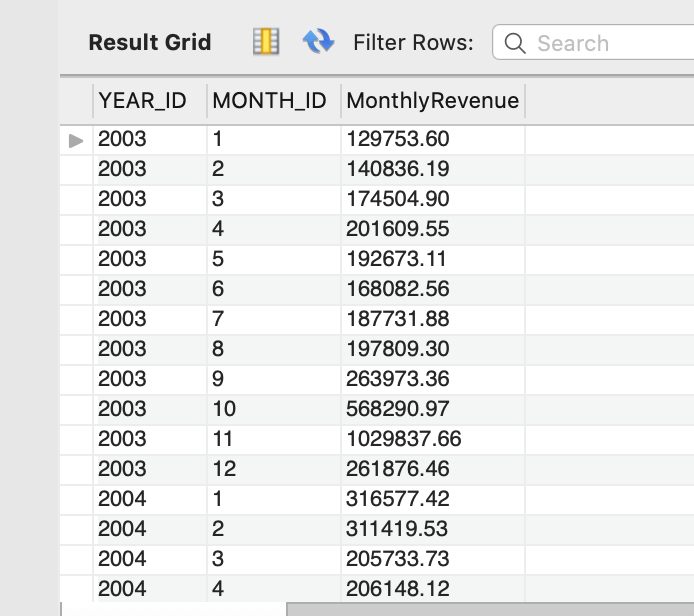 Result Grid Filter Rows: Search
YEAR_ID MONTH_ID MonthlyRevenue
2003 1 129753.60
2003 2 140836.19
2003 3 174504.90
2003 4 201609.55
2003 5 192673.11
2003 6 168082.56
2003 7 187731.88
2003 8 197809.30
2003 9 263973.36
2003 10 568290.97
2003 11 1029837.66
2003 12 261876.46
2004 1 316577.42
2004 2 311419.53
2004 3 205733.73
2004 4 206148.12